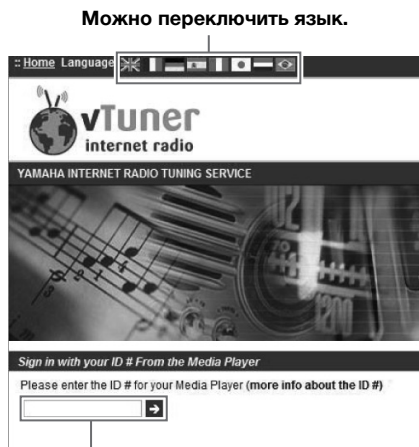 Можно переключить язык.
:: Home Language
vTuner
internet radio
YAMAHA INTERNET RADIO TUNING SERVICE
Sign in with your ID # From the Media Player
Please enter the ID # for your Media Player (more info about the ID #)